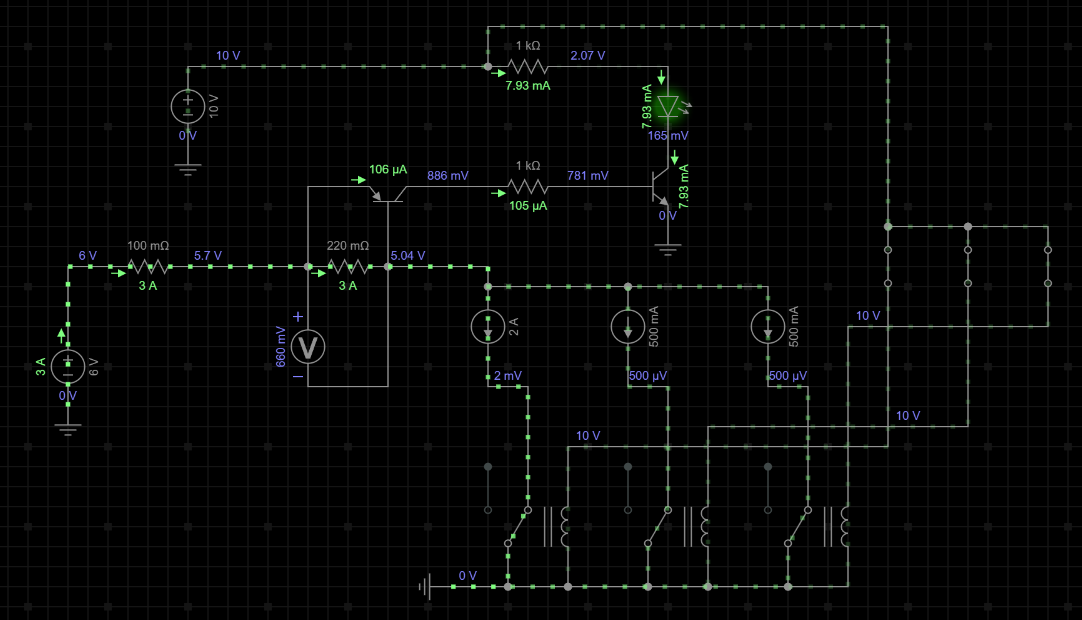 1 kΩ
10 V
2.07 V
7.93 mA
10 V
7.93 mA
0 V
165 mV
106 µA
1 kΩ
886 mV
781 mV
7.93 mA
105 µA
0 V
100 mΩ
220 mΩ
6 V
5.7 V
5.04 V
3 A
3 A
10 V
+
V
660 mV
−
2 A
500 mA
500 mA
3 A
6 V
2 mV
500 µV
500 µV
0 V
10 V
10 V
0 V